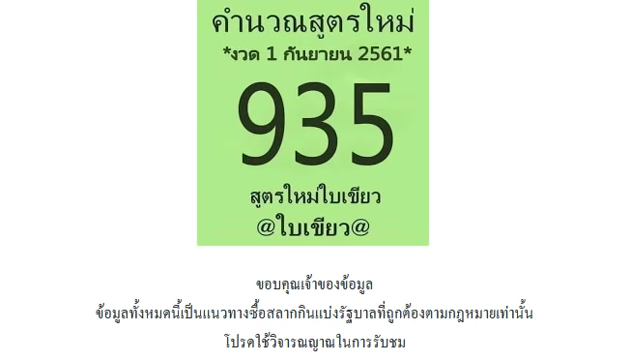 คำนวณสูตรใหม่
*งวด 1 กันยายน 2561*
935
สูตรใหม่ใบเขียว
@ใบเขียว@
ขอบคุณเจ้าของข้อมูล
ข้อมูลทั้งหมดนี้เป็นแนวทางซื้อสลากกินแบ่งรัฐบาลที่ถูกต้องตามกฎหมายเท่านั้น
โปรดใช้วิจารณญาณในการรับชม